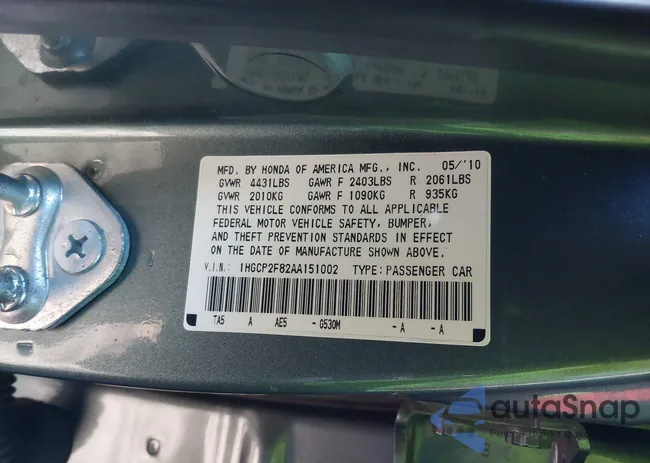 MFD. BY HONDA OF AMERICA MFG., INC. 05/'10
GVWR 4431LBS GAWR F 2403LBS R 2061LBS
GVWR 2010KG GAWR F 1090KG R 935KG
THIS VEHICLE CONFORMS TO ALL APPLICABLE
FEDERAL MOTOR VEHICLE SAFETY, BUMPER,
AND THEFT PREVENTION STANDARDS IN EFFECT
ON THE DATE OF MANUFACTURE SHOWN ABOVE.
V.I.N.: 1HGCP2F82AA151002 TYPE: PASSENGER CAR
TA5 A AE5 - G530M - A - A
autoSnap